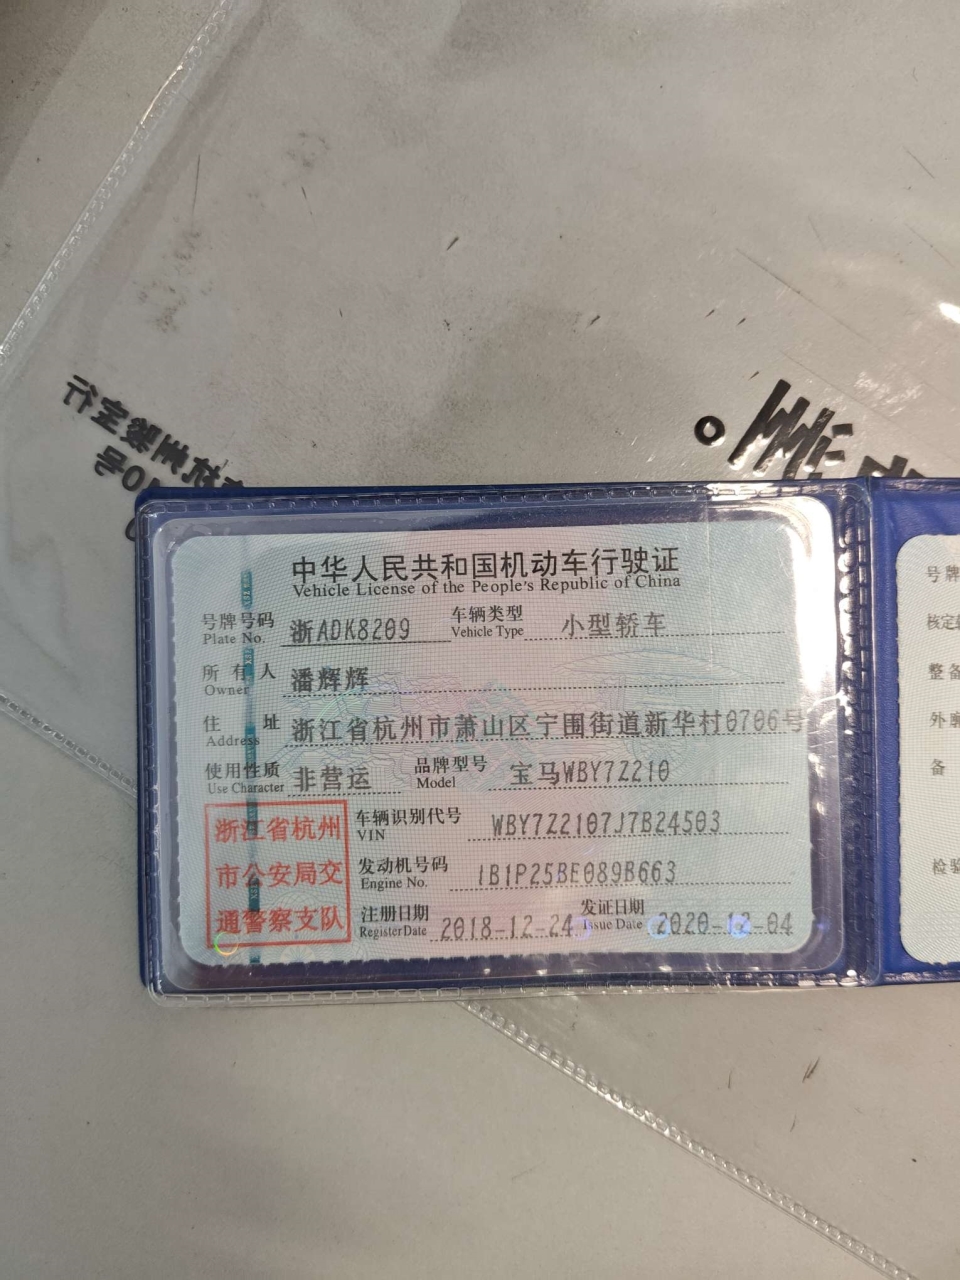 中华人民共和国机动车行驶证
Vehicle License of the People's Republic of China
号牌号码 浙ADK8209 车辆类型 小型轿车
Plate No. Vehicle Type
所有人 潘辉辉
Owner
住址 浙江省杭州市萧山区宁围街道新华村0706号
Address
使用性质 非营运 品牌型号 宝马WBY7Z210
Use Character Model
浙江省杭州
市公安局交
通警察支队
车辆识别代号 WBY7Z2107J7B24503
VIN
发动机号码 1B1P25BE089B663
Engine No.
注册日期 2018-12-24 发证日期 2020-12-04
Register Date Issue Date
号牌
核定
整备
外廓
备
检验